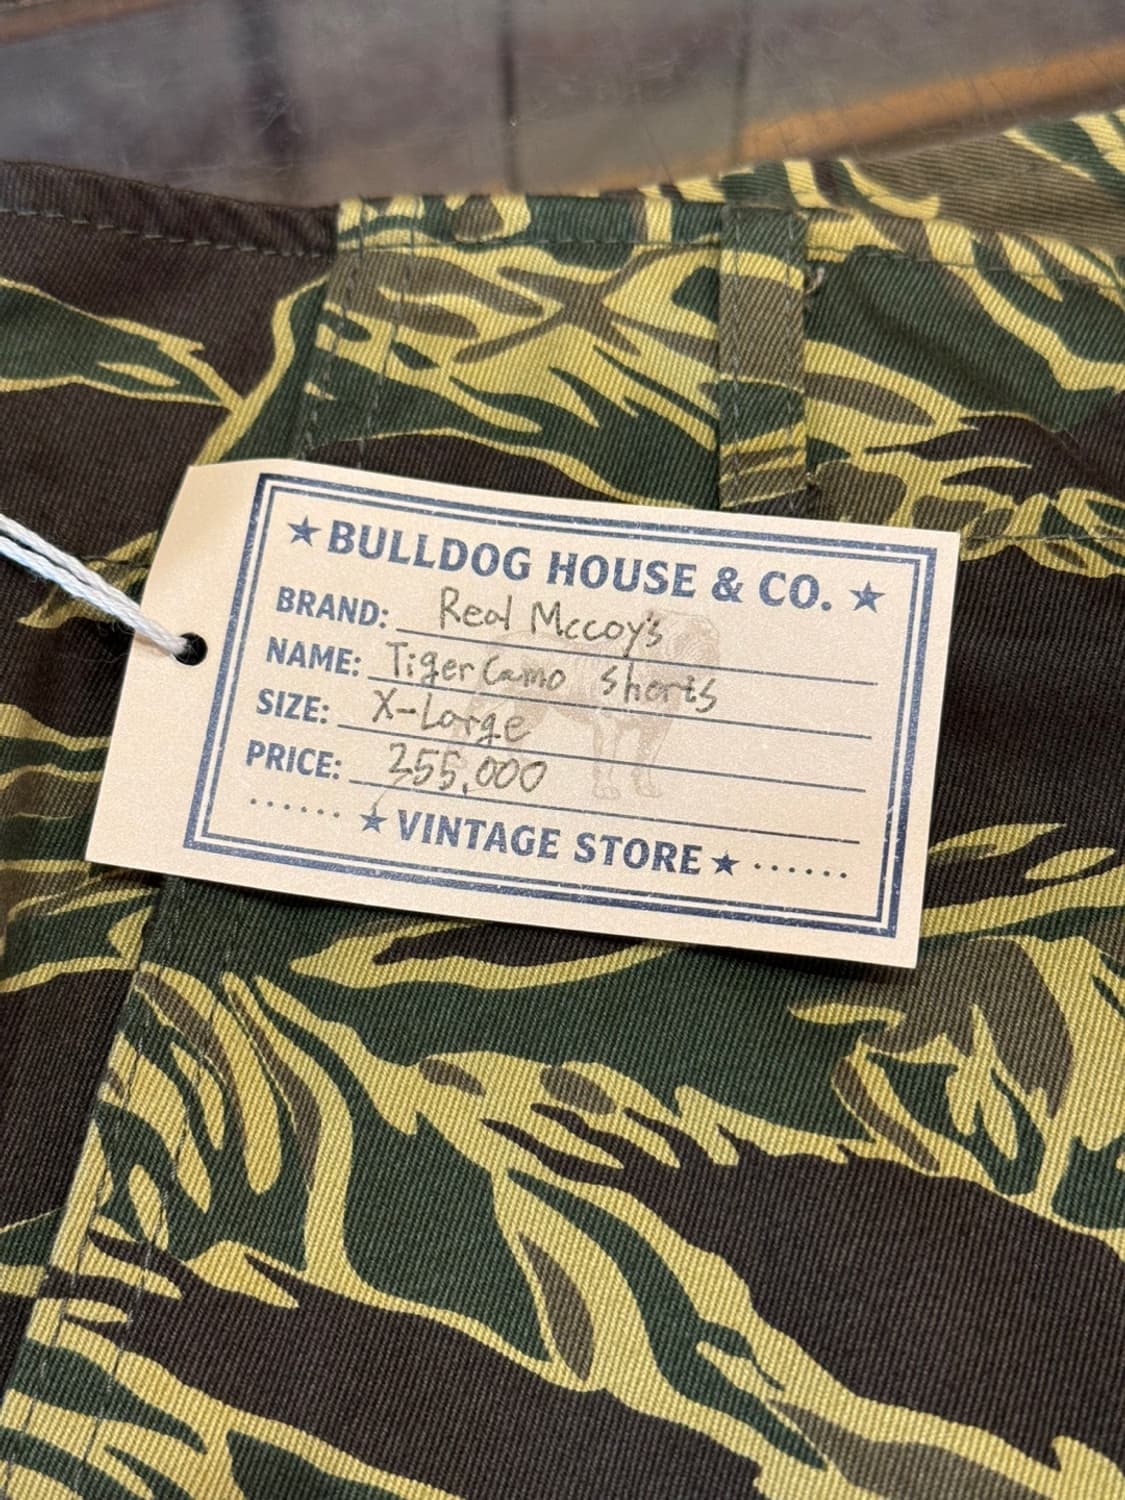 ★ BULLDOG HOUSE & CO. ★
BRAND: Real Mccoy's
NAME: Tiger Camo Shorts
SIZE: X-Large
PRICE: 255,000
...... ★ VINTAGE STORE ★ ......